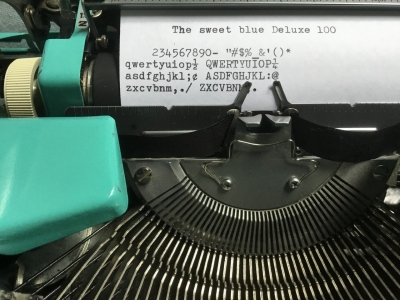 The sweet blue Deluxe 100
234567890- "#$%_&'()*
qwertyuiop½ QWERTYUIOP¼
asdfghjkl;¢ ASDFGHJKL:@
zxcvbnm,./ ZXCVBNM .